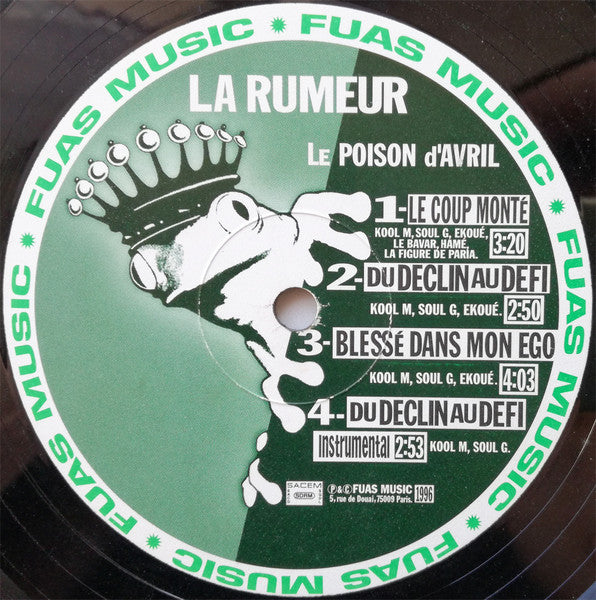 FUAS MUSIC * FUAS MUSIC * FUAS MUSIC * FUAS MUSIC * FUAS MUSIC *
LA RUMEUR
LE POISON d'AVRIL
1-LE COUP MONTÉ
KOOL M, SOUL G, EKOUÉ,
LE BAVAR, HAMÉ,
LA FIGURE DE PARIA.
3:20
2-DU DECLIN AU DEFI
KOOL M, SOUL G, EKOUÉ.
2:50
3-BLESSÉ DANS MON EGO
KOOL M, SOUL G, EKOUÉ.
4:03
4-DU DECLIN AU DEFI
Instrumental 2:53 KOOL M, SOUL G.
SACEM
SDRM
℗&©FUAS MUSIC
5, rue de Douai, 75009 Paris.
1996